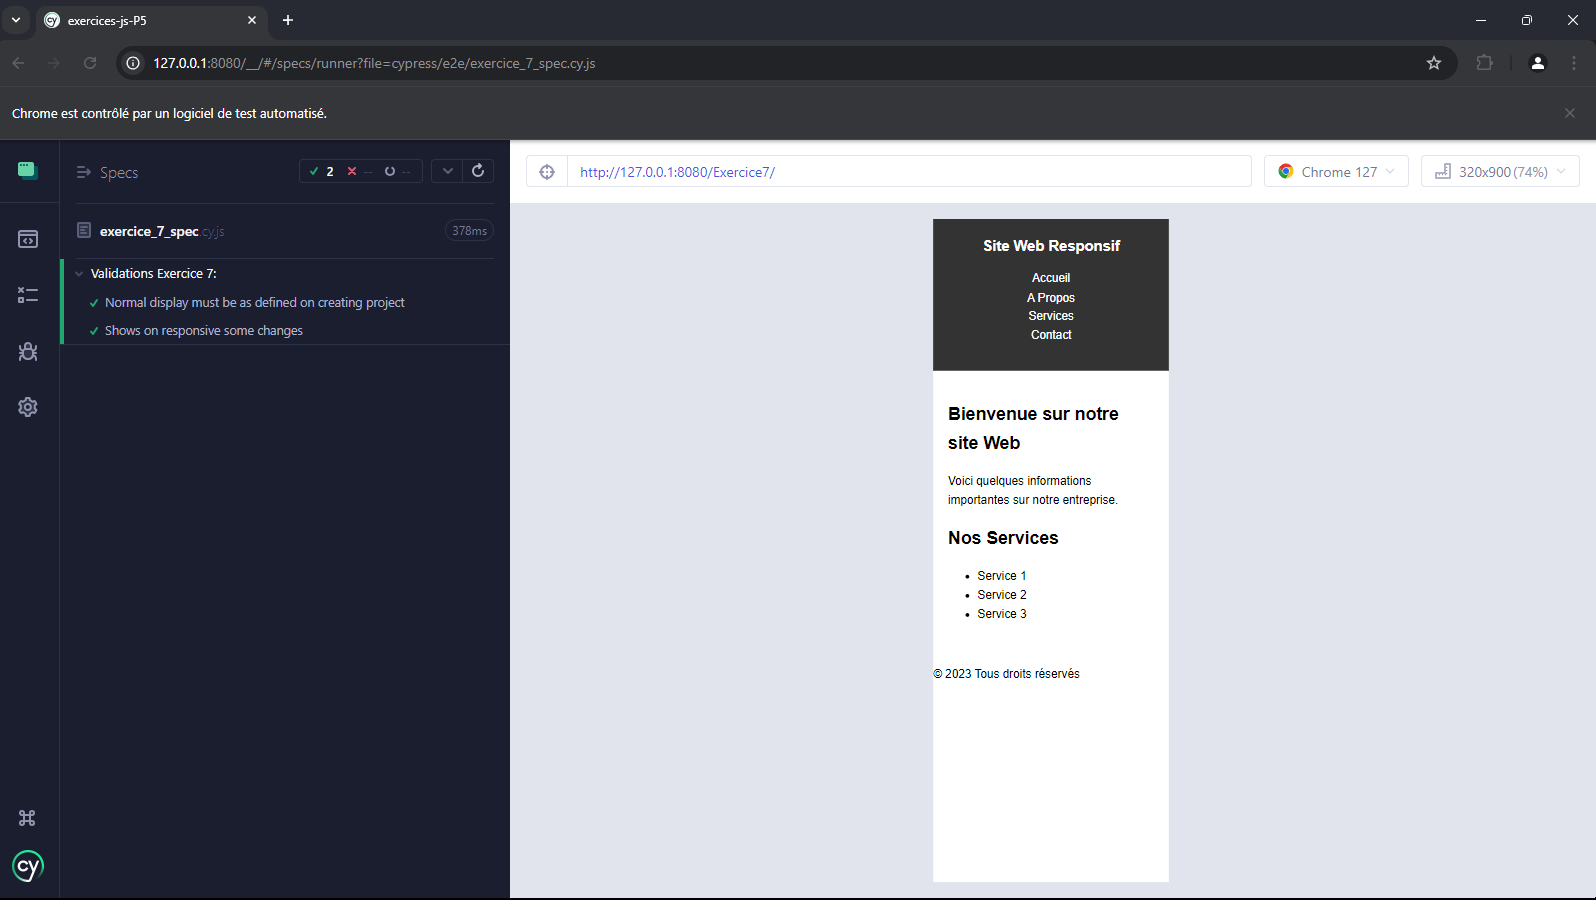 exercices-js-P5
127.0.0.1:8080/__/#/specs/runner?file=cypress/e2e/exercice_7_spec.cy.js
Chrome est contrôlé par un logiciel de test automatisé.
Specs
2 -- --
http://127.0.0.1:8080/Exercice7/
Chrome 127
320x900 (74%)
exercice_7_spec.cy.js
378ms
Validations Exercice 7:
Normal display must be as defined on creating project
Shows on responsive some changes
cy
Site Web Responsif
Accueil
A Propos
Services
Contact
Bienvenue sur notre
site Web
Voici quelques informations
importantes sur notre entreprise.
Nos Services
• Service 1
• Service 2
• Service 3
© 2023 Tous droits réservés